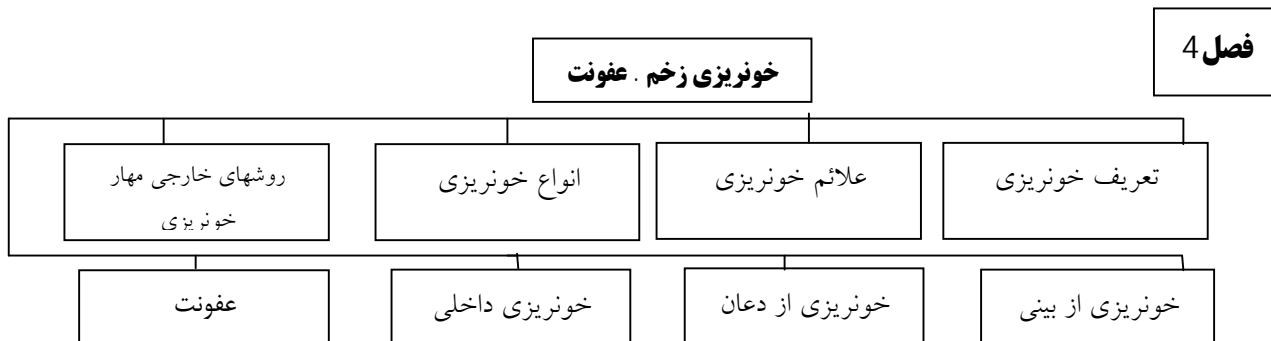 فصل 4
خونریزی زخم . عفونت
تعریف خونریزی
علائم خونریزی
انواع خونریزی
روشهای خارجی مهار
خونریزی
خونریزی از بینی
خونریزی از دعان
خونریزی داخلی
عفونت